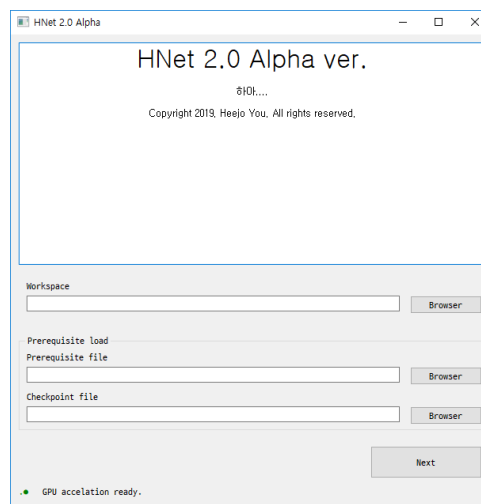 HNet 2.0 Alpha
HNet 2.0 Alpha ver.
하아....
Copyright 2019, Heejo You, All rights reserved.
Workspace
Browser
Prerequisite load
Prerequisite file
Browser
Checkpoint file
Browser
Next
GPU accelation ready.